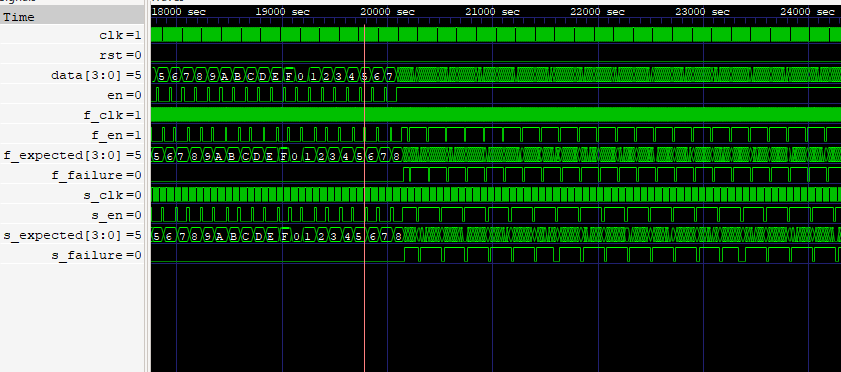 Time
18000 sec 19000 sec 20000 sec 21000 sec 22000 sec 23000 sec 24000 sec
clk=1
rst=0
data[3:0]=5 5 6 7 8 9 A B C D E F 0 1 2 3 4 5 6 7
en=0
f_clk=1
f_en=1
f_expected[3:0]=5 5 6 7 8 9 A B C D E F 0 1 2 3 4 5 6 7 8
f_failure=0
s_clk=0
s_en=0
s_expected[3:0]=5 5 6 7 8 9 A B C D E F 0 1 2 3 4 5 6 7 8
s_failure=0